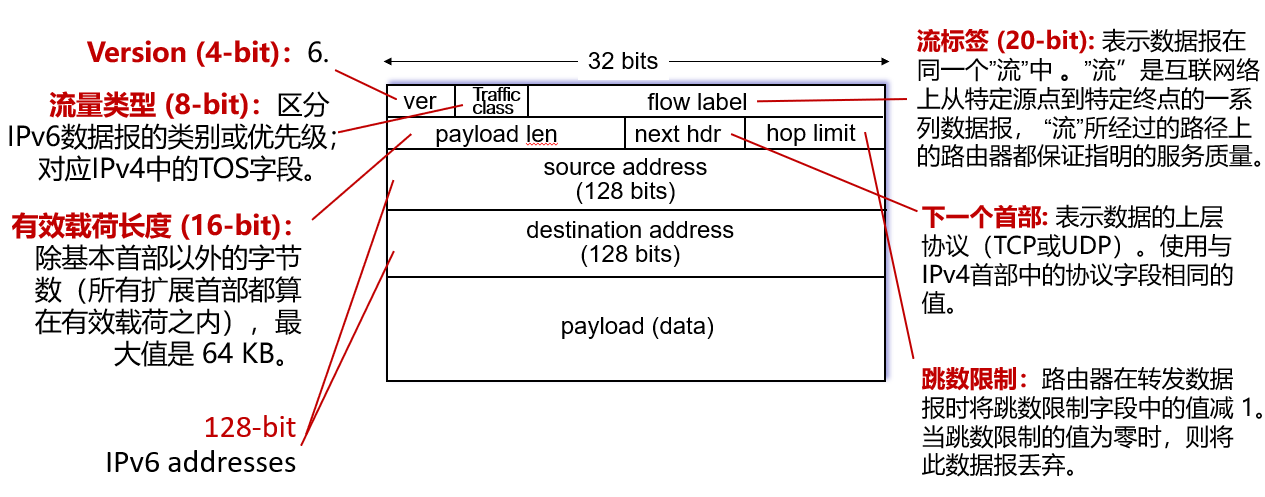 Version (4-bit)：6.
流量类型 (8-bit)：区分
IPv6数据报的类别或优先级；
对应IPv4中的TOS字段。
有效载荷长度 (16-bit)：
除基本首部以外的字节
数（所有扩展首部都算
在有效载荷之内），最
大值是 64 KB。
128-bit
IPv6 addresses
32 bits
ver
Traffic
class
flow label
payload len
next hdr
hop limit
source address
(128 bits)
destination address
(128 bits)
payload (data)
流标签 (20-bit): 表示数据报在
同一个”流”中 。”流” 是互联网络
上从特定源点到特定终点的一系
列数据报， “流”所经过的路径上
的路由器都保证指明的服务质量。
下一个首部: 表示数据的上层
协议（TCP或UDP）。使用与
IPv4首部中的协议字段相同的
值。
跳数限制：路由器在转发数据
报时将跳数限制字段中的值减 1。
当跳数限制的值为零时，则将
此数据报丢弃。